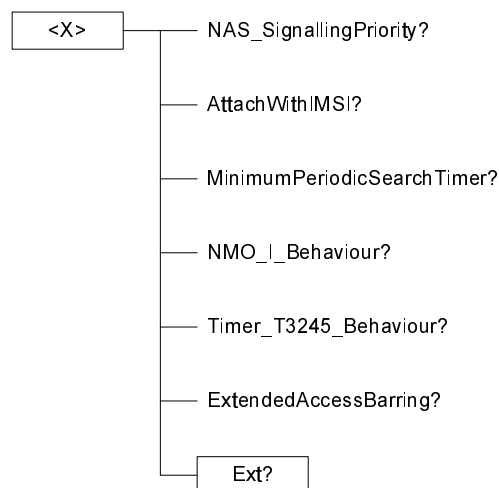 <X>
NAS_SignallingPriority?
AttachWithIMSI?
MinimumPeriodicSearchTimer?
NMO_I_Behaviour?
Timer_T3245_Behaviour?
ExtendedAccessBarring?
Ext?